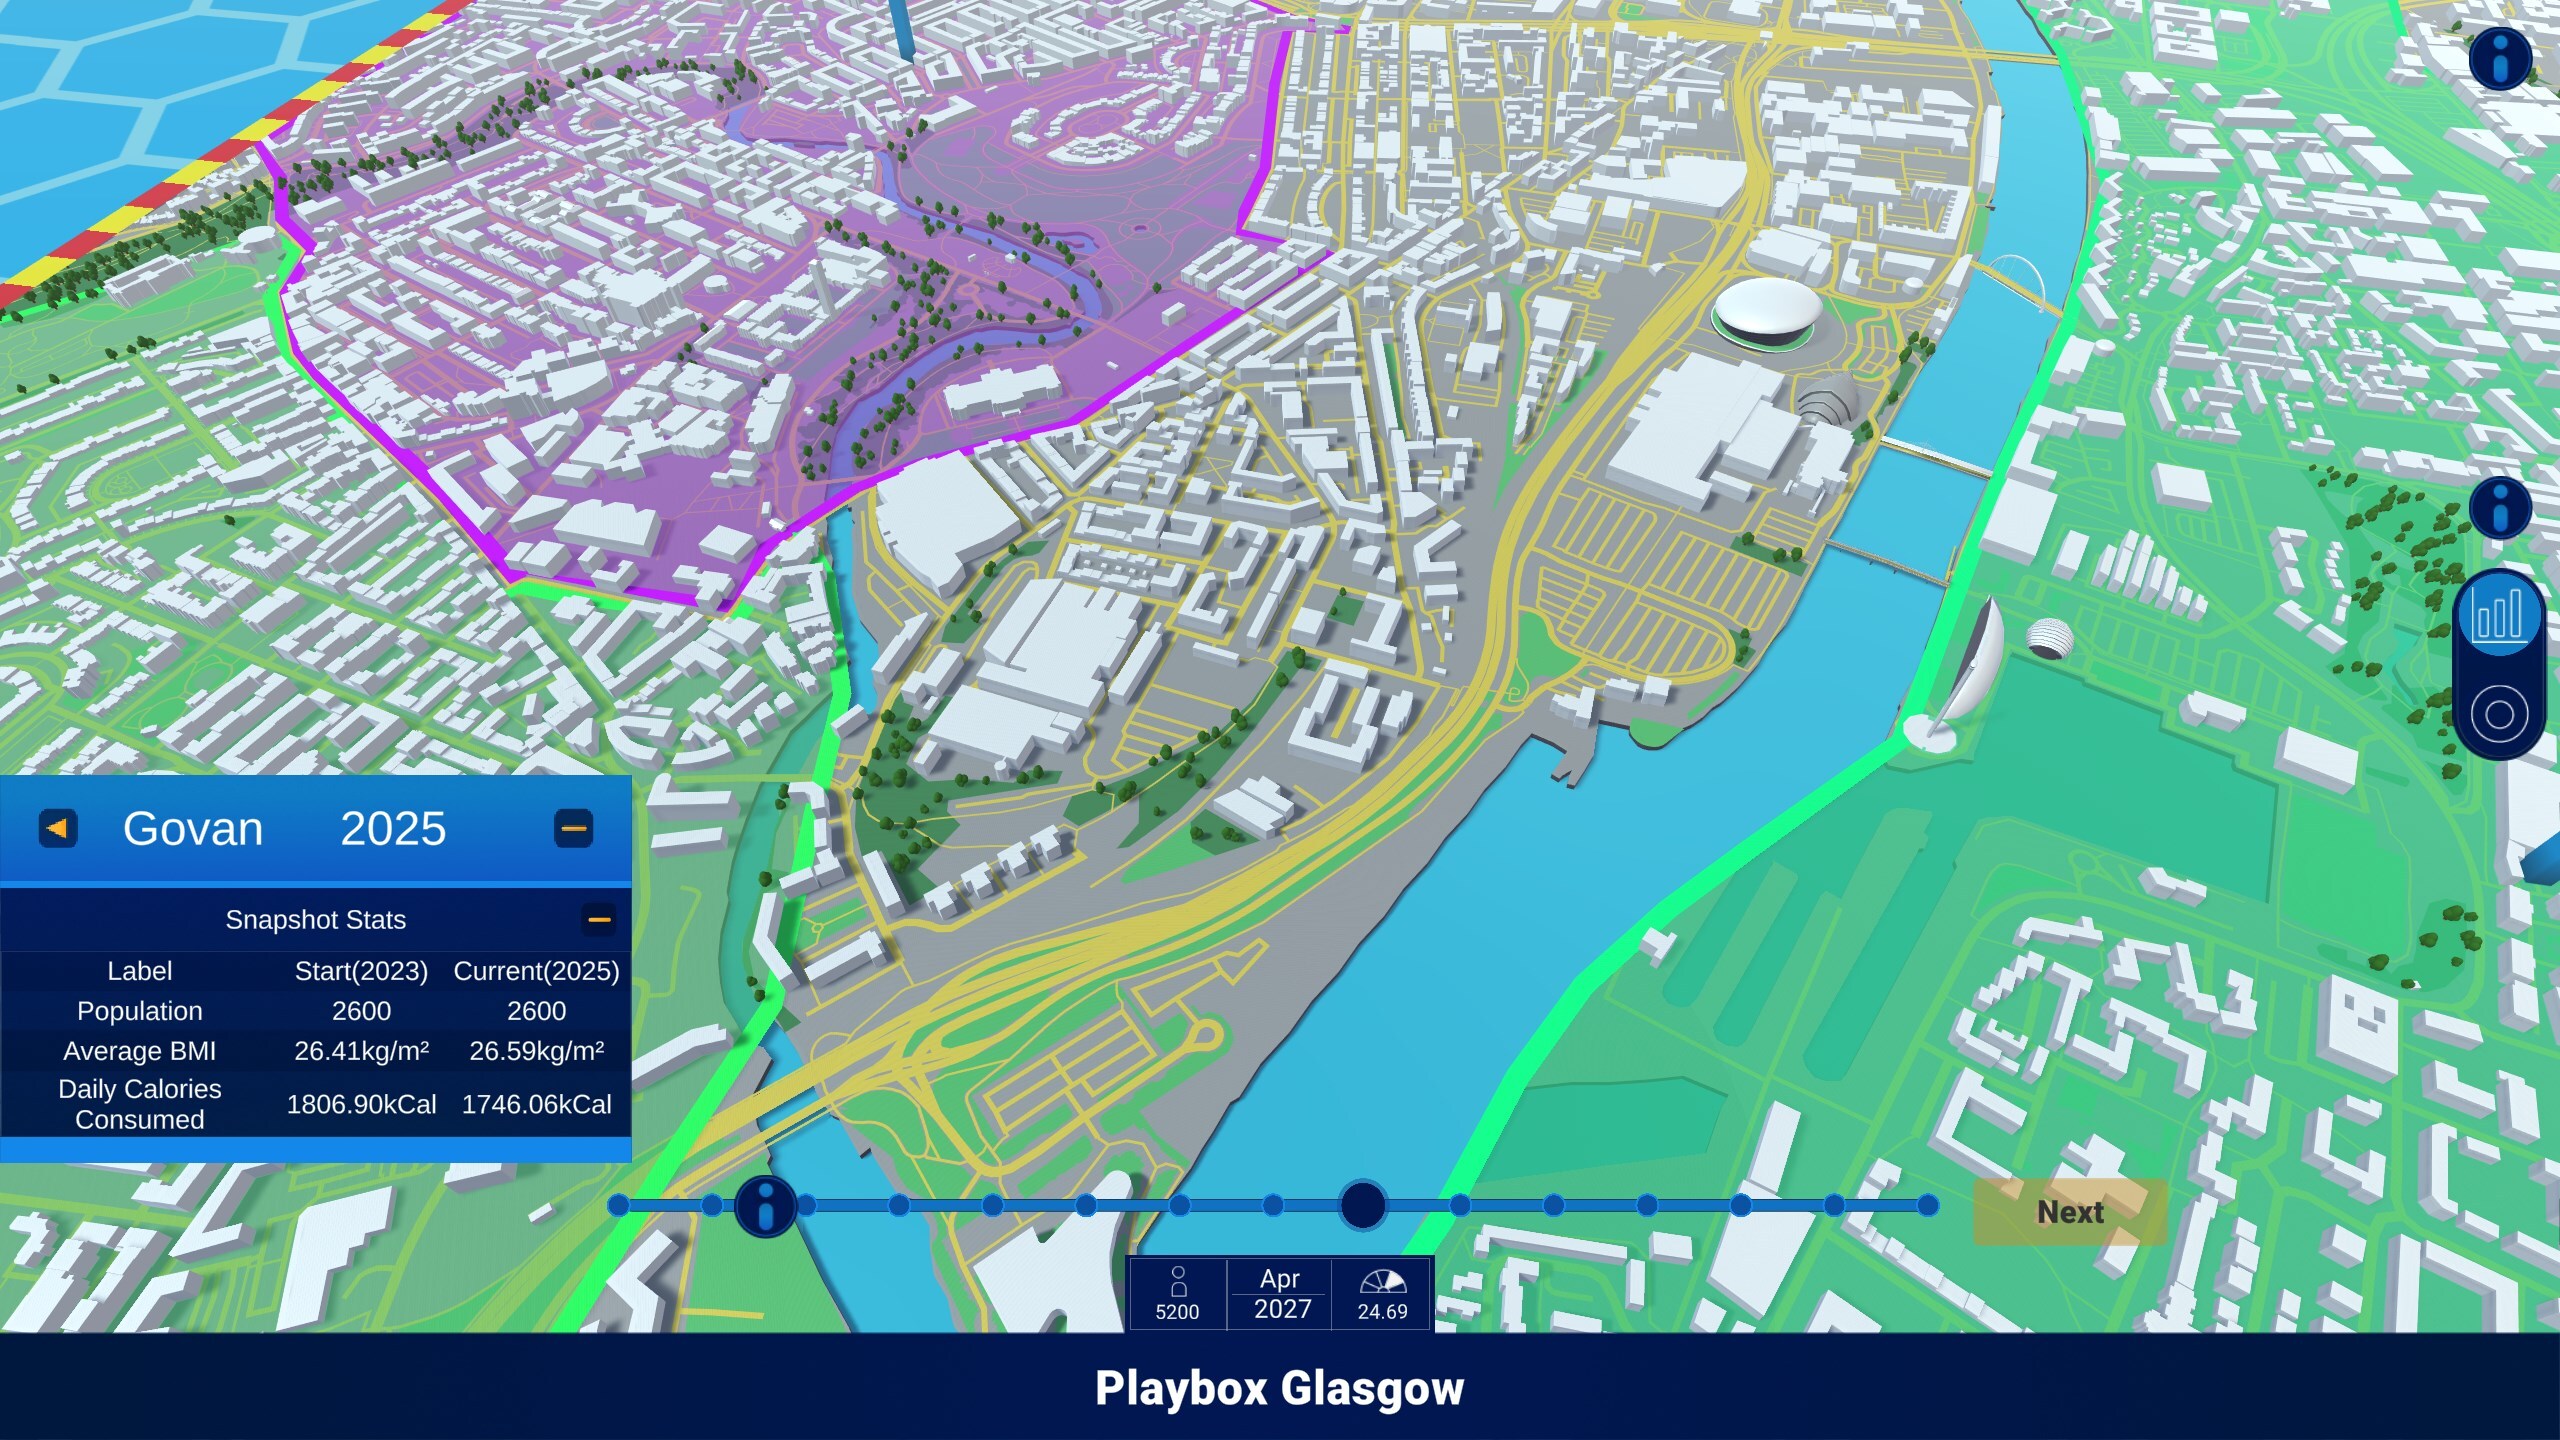 Govan 2025
Snapshot Stats
Label Start(2023) Current(2025)
Population 2600 2600
Average BMI 26.41kg/m² 26.59kg/m²
Daily Calories
Consumed 1806.90kCal 1746.06kCal
Next
5200 Apr 2027 24.69
Playbox Glasgow